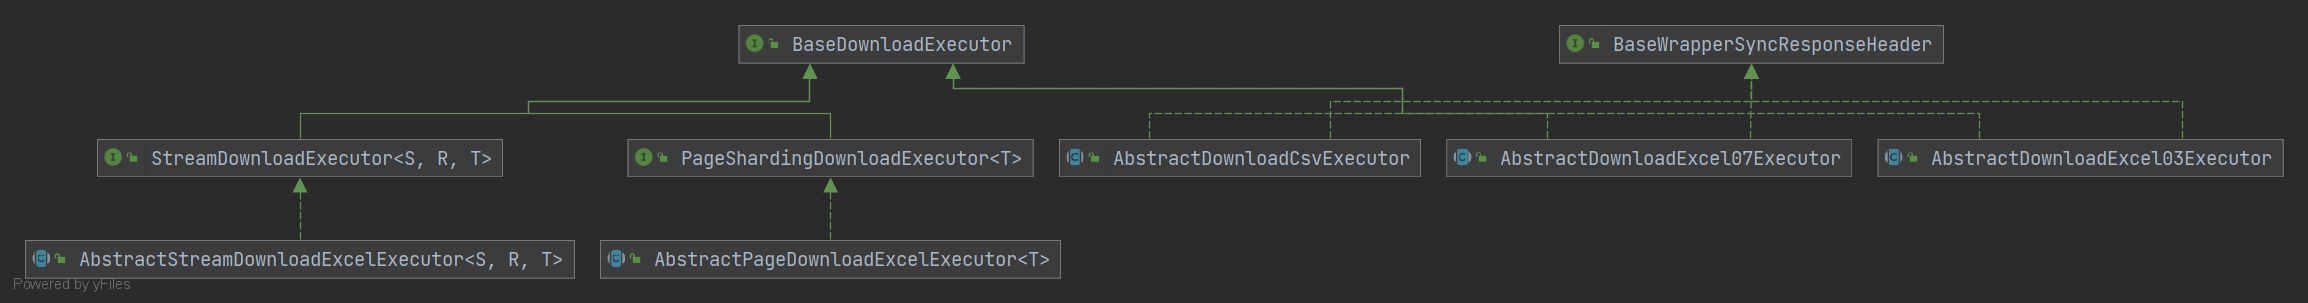 BaseDownloadExecutor
BaseWrapperSyncResponseHeader
StreamDownloadExecutor<S, R, T>
PageShardingDownloadExecutor<T>
AbstractDownloadCsvExecutor
AbstractDownloadExcel07Executor
AbstractDownloadExcel03Executor
AbstractStreamDownloadExcelExecutor<S, R, T>
AbstractPageDownloadExcelExecutor<T>
Powered by yFiles